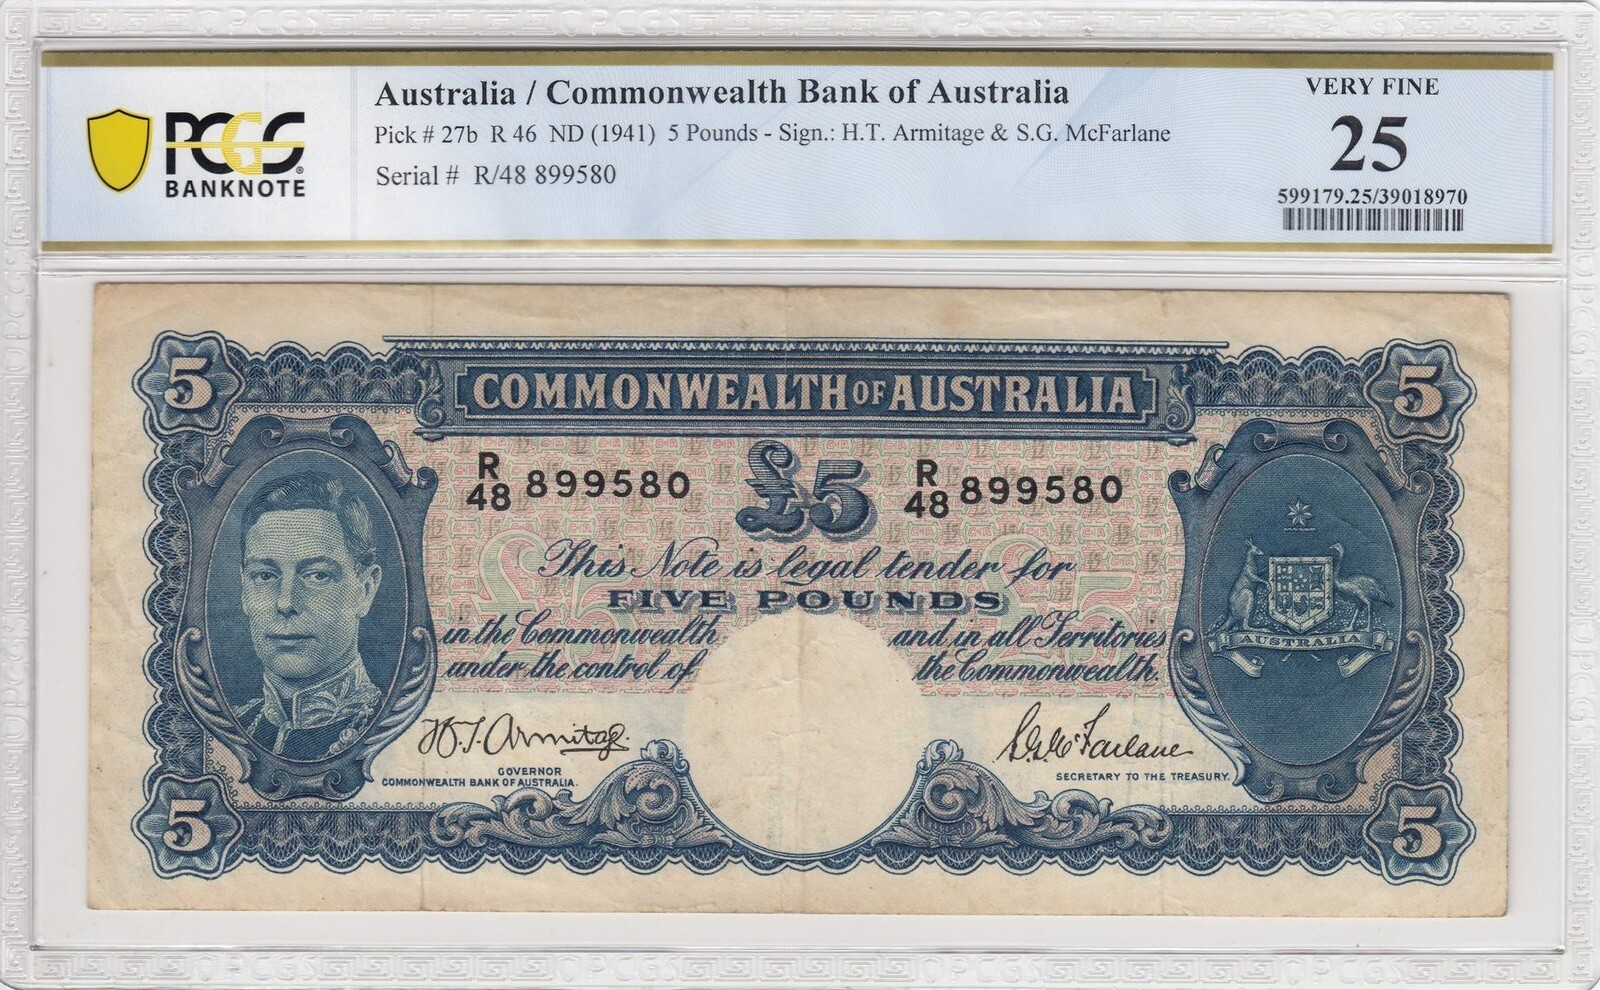 Australia / Commonwealth Bank of Australia
Pick # 27b R 46 ND (1941) 5 Pounds - Sign.: H.T. Armitage & S.G. McFarlane
Serial # R/48 899580
PCGS
BANKNOTE
VERY FINE
25
599179.25/39018970
5
5
COMMONWEALTH OF AUSTRALIA
R/48 899580
£5
R/48 899580
This Note is legal tender for
FIVE POUNDS
in the Commonwealth and in all Territories
under the control of the Commonwealth.
AUSTRALIA
H.T. Armitage
S.G. McFarlane
GOVERNOR
COMMONWEALTH BANK OF AUSTRALIA.
SECRETARY TO THE TREASURY.
5
5